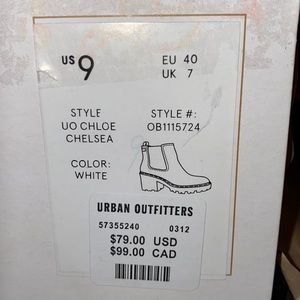 US 9
EU 40
UK 7
STYLE
UO CHLOE
CHELSEA
STYLE #:
OB1115724
COLOR:
WHITE
URBAN OUTFITTERS
57355240 0312
$79.00 USD
$99.00 CAD